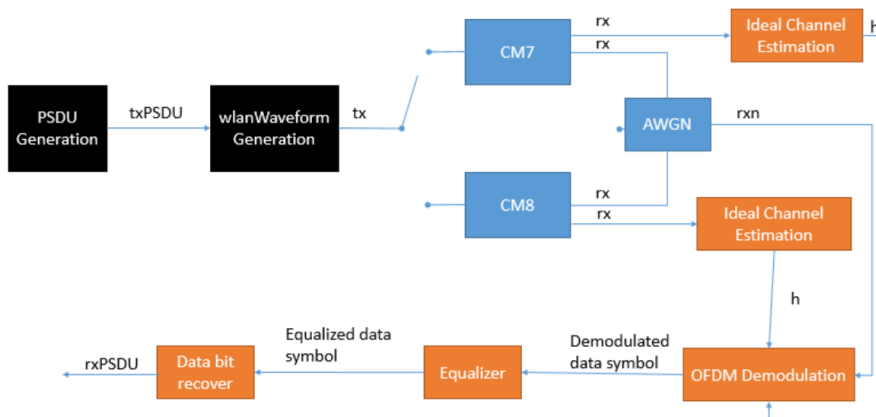 rx
CM7
rx
Ideal Channel
Estimation
h
PSDU
Generation
txPSDU
wlanWaveform
Generation
tx
AWGN
rxn
CM8
rx
rx
Ideal Channel
Estimation
h
rxPSDU
Data bit
recover
Equalized data
symbol
Equalizer
Demodulated
data symbol
OFDM Demodulation